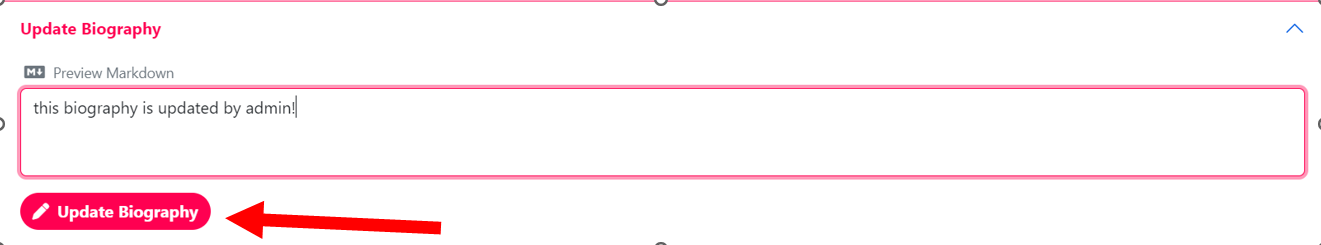 Update Biography
M↓ Preview Markdown
this biography is updated by admin!
Update Biography